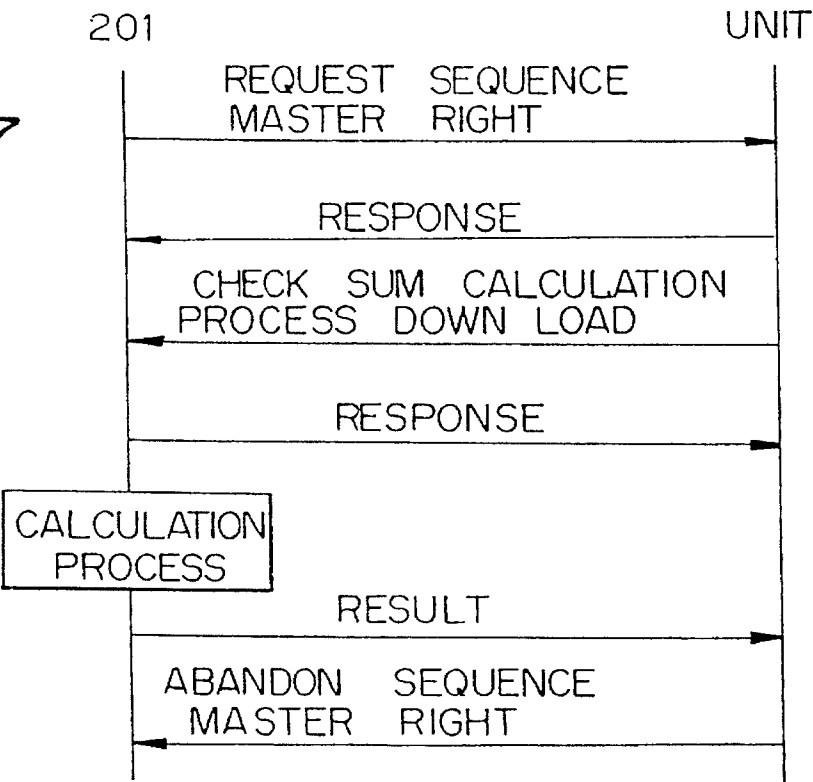 201 UNIT
REQUEST SEQUENCE
MASTER RIGHT
RESPONSE
CHECK SUM CALCULATION
PROCESS DOWN LOAD
RESPONSE
CALCULATION
PROCESS
RESULT
ABANDON SEQUENCE
MASTER RIGHT